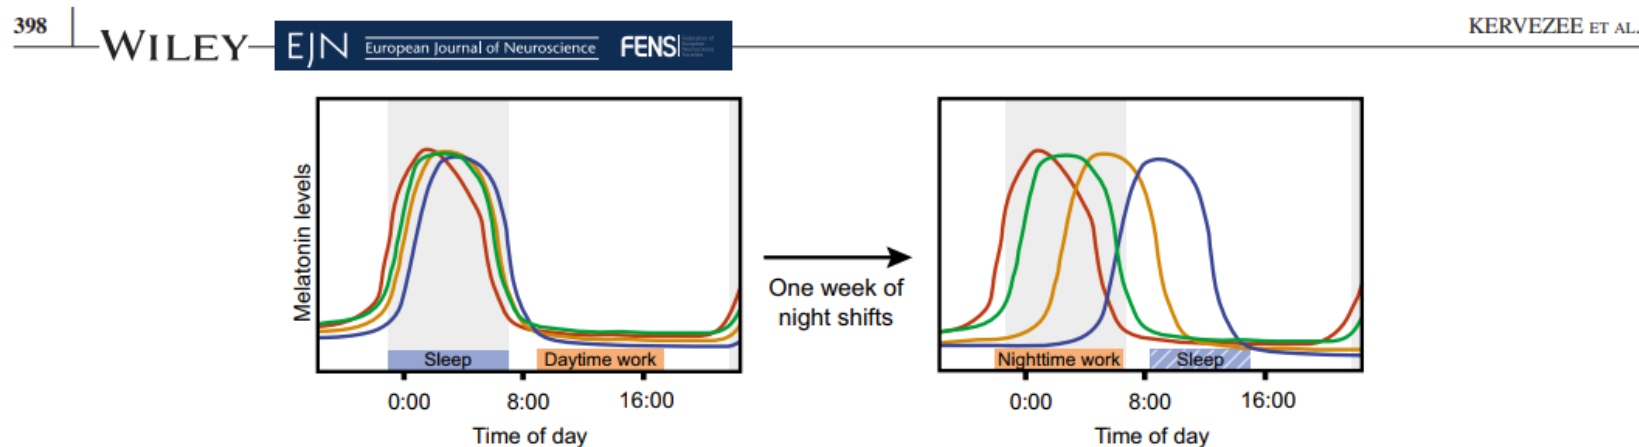 398
WILEY
EJN European Journal of Neuroscience FENS
KERVEZEE ET AL.
Melatonin levels
Sleep
Daytime work
0:00 8:00 16:00
Time of day
One week of
night shifts
Nighttime work
Sleep
0:00 8:00 16:00
Time of day